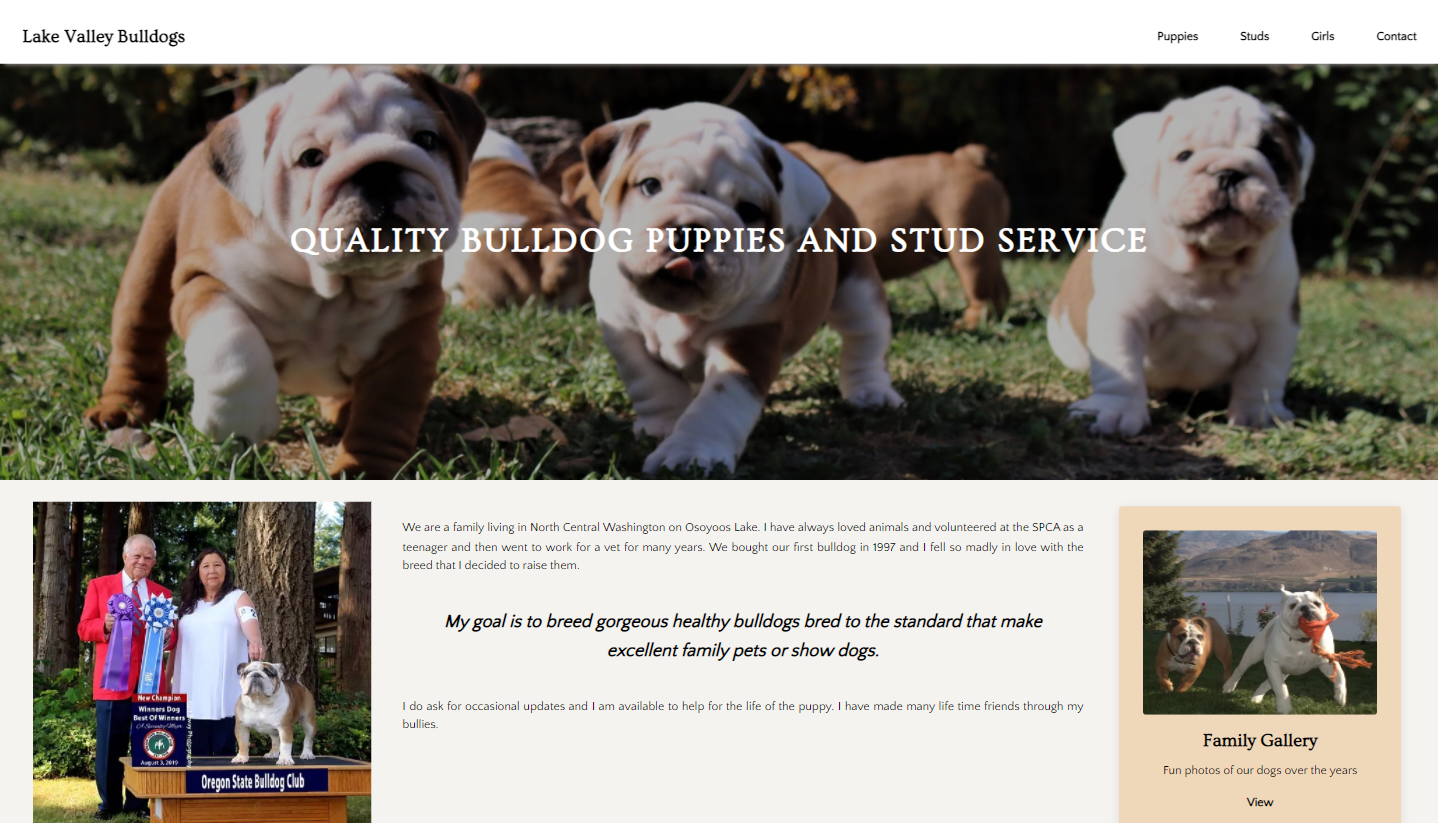 Lake Valley Bulldogs
Puppies Studs Girls Contact
QUALITY BULLDOG PUPPIES AND STUD SERVICE
We are a family living in North Central Washington on Osoyoos Lake. I have always loved animals and volunteered at the SPCA as a
teenager and then went to work for a vet for many years. We bought our first bulldog in 1997 and I fell so madly in love with the
breed that I decided to raise them.
My goal is to breed gorgeous healthy bulldogs bred to the standard that make
excellent family pets or show dogs.
I do ask for occasional updates and I am available to help for the life of the puppy. I have made many life time friends through my
bullies.
New Champion
Winners Dog
Best Of Winners
August 3, 2019
Oregon State Bulldog Club
Family Gallery
Fun photos of our dogs over the years
View